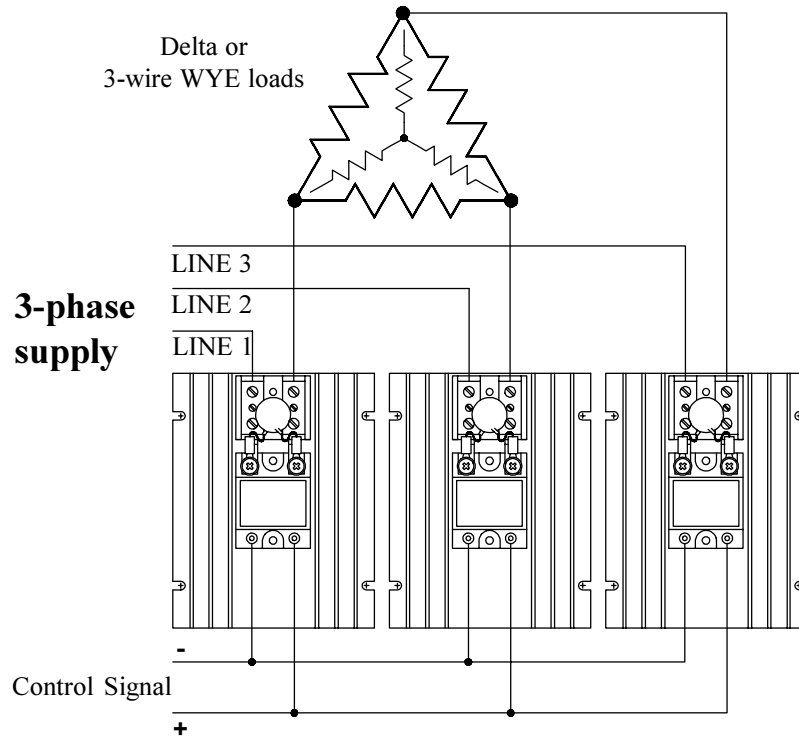 Delta or
3-wire WYE loads
LINE 3
3-phase
supply
LINE 2
LINE 1
-
Control Signal
+